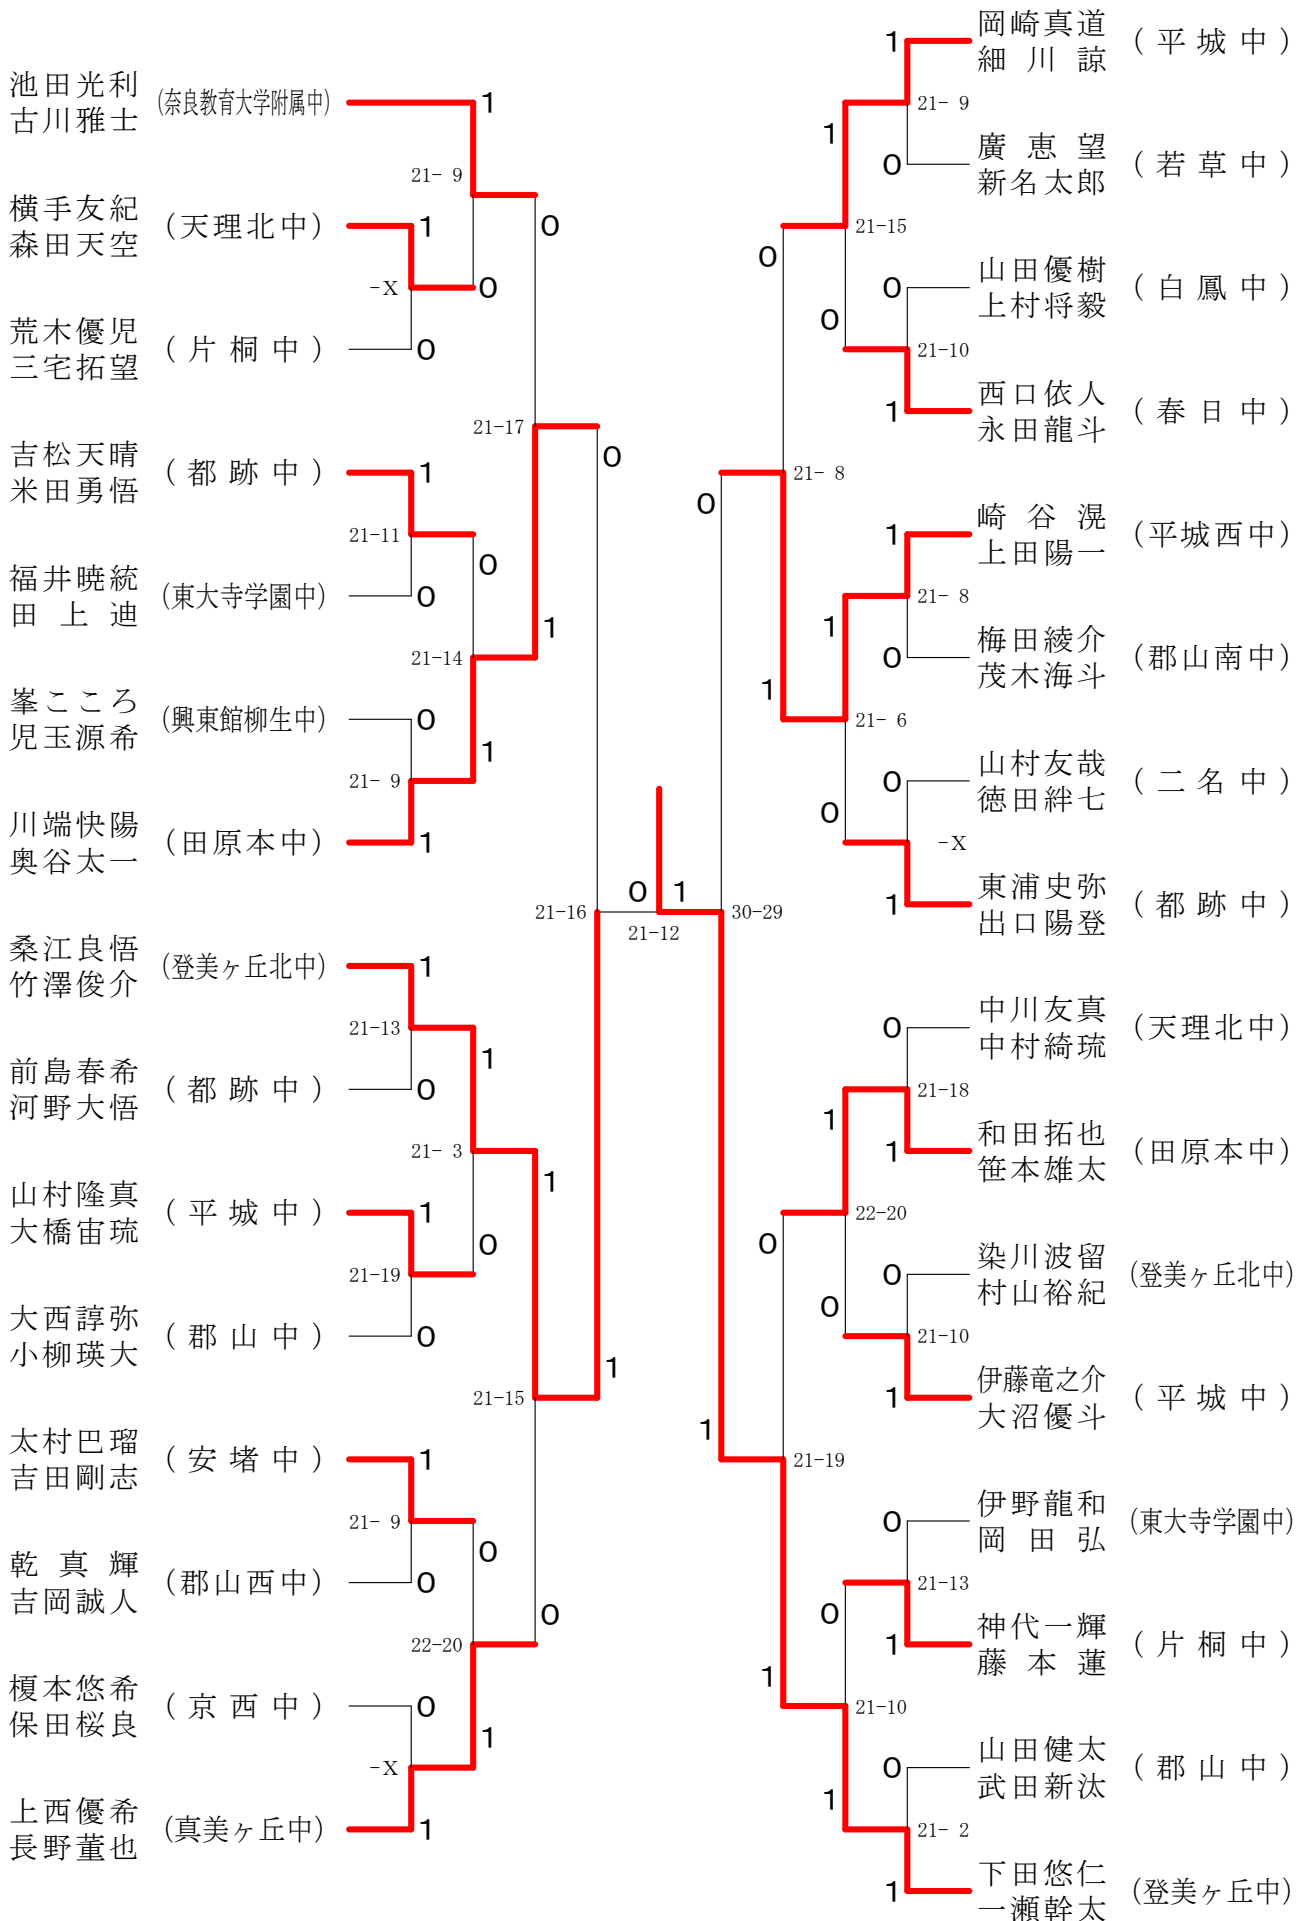 池田光利
古川雅士
(奈良教育大学附属中)
1
21- 9
0
横手友紀
森田天空
(天理北中)
1
-X
0
荒木優児
三宅拓望
(片桐中)
0
21-17
0
吉松天晴
米田勇悟
(都跡中)
1
21-11
0
福井暁統
田上迪
(東大寺学園中)
0
21-14
1
峯こころ
児玉源希
(興東館柳生中)
0
21- 9
1
川端快陽
奥谷太一
(田原本中)
1
21-16
0
1
21-12
桑江良悟
竹澤俊介
(登美ヶ丘北中)
1
21-13
1
前島春希
河野大悟
(都跡中)
0
21- 3
1
山村隆真
大橋宙琉
(平城中)
1
21-19
0
大西諄弥
小柳瑛大
(郡山中)
0
21-15
1
太村巴瑠
吉田剛志
(安堵中)
1
21- 9
0
乾真輝
吉岡誠人
(郡山西中)
0
22-20
0
榎本悠希
保田桜良
(京西中)
0
-X
1
上西優希
長野董也
(真美ヶ丘中)
1
岡崎真道
細川諒
(平城中)
1
21- 9
1
廣恵望
新名太郎
(若草中)
0
21-15
0
山田優樹
上村将毅
(白鳳中)
0
21-10
0
西口依人
永田龍斗
(春日中)
1
21- 8
0
崎谷滉
上田陽一
(平城西中)
1
21- 8
1
梅田綾介
茂木海斗
(郡山南中)
0
21- 6
1
山村友哉
徳田絆七
(二名中)
0
-X
0
東浦史弥
出口陽登
(都跡中)
1
30-29
中川友真
中村綺琉
(天理北中)
0
21-18
1
和田拓也
笹本雄太
(田原本中)
1
22-20
0
染川波留
村山裕紀
(登美ヶ丘北中)
0
21-10
0
伊藤竜之介
大沼優斗
(平城中)
1
21-19
1
伊野龍和
岡田弘
(東大寺学園中)
0
21-13
0
神代一輝
藤本蓮
(片桐中)
1
21-10
1
山田健太
武田新汰
(郡山中)
0
21- 2
1
下田悠仁
一瀬幹太
(登美ヶ丘中)
1